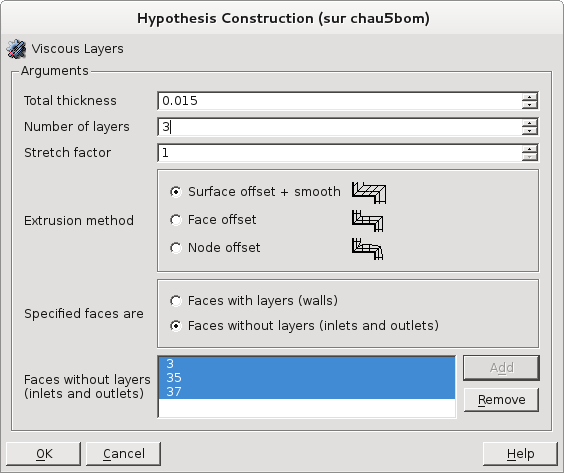 Hypothesis Construction (sur chau5bom)
Viscous Layers
Arguments
Total thickness 0.015
Number of layers 3
Stretch factor 1
Surface offset + smooth
Extrusion method
Face offset
Node offset
Faces with layers (walls)
Specified faces are
Faces without layers (inlets and outlets)
Faces without layers
(inlets and outlets)
3
35
37
Add
Remove
OK
Cancel
Help